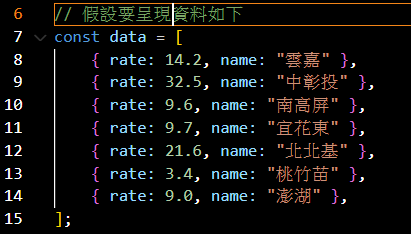 6 // 假設要呈現資料如下
7 const data = [
8 { rate: 14.2, name: "雲嘉" },
9 { rate: 32.5, name: "中彰投" },
10 { rate: 9.6, name: "南高屏" },
11 { rate: 9.7, name: "宜花東" },
12 { rate: 21.6, name: "北北基" },
13 { rate: 3.4, name: "桃竹苗" },
14 { rate: 9.0, name: "澎湖" },
15 ];